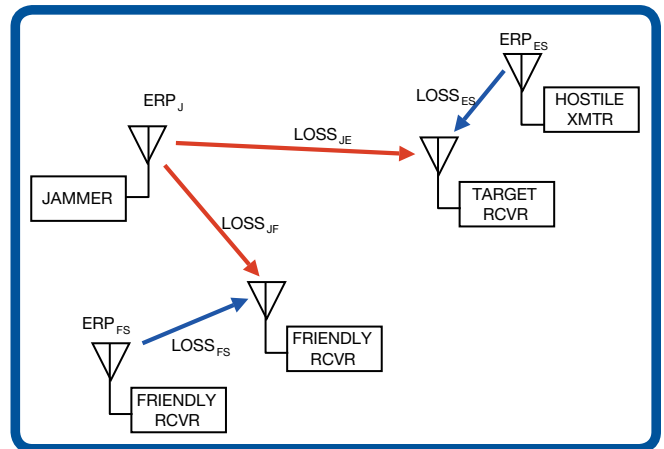 ERP_ES
HOSTILE
XMTR
LOSS_ES
ERP_J
LOSS_JE
JAMMER
TARGET
RCVR
LOSS_JF
ERP_FS
LOSS_FS
FRIENDLY
RCVR
FRIENDLY
RCVR